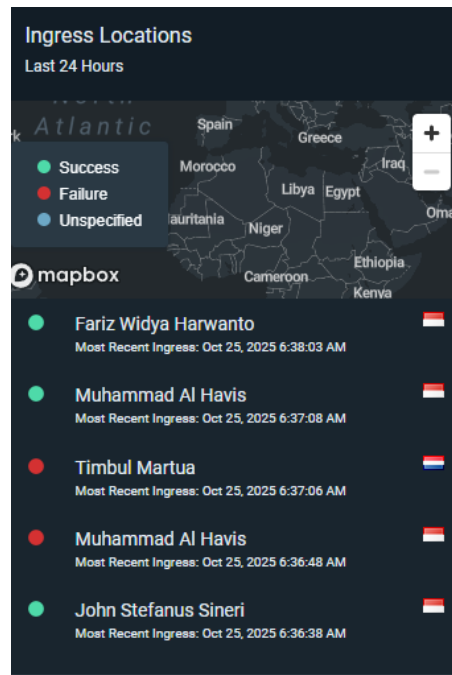 Ingress Locations
Last 24 Hours
Atlantic
Spain
Greece
Success
Morocco
Iraq
Failure
Libya
Egypt
Unspecified
auritania
Niger
Oma
mapbox
Cameroon
Ethiopia
Kenya
Fariz Widya Harwanto
Most Recent Ingress: Oct 25, 2025 6:38:03 AM
Muhammad Al Havis
Most Recent Ingress: Oct 25, 2025 6:37:08 AM
Timbul Martua
Most Recent Ingress: Oct 25, 2025 6:37:06 AM
Muhammad Al Havis
Most Recent Ingress: Oct 25, 2025 6:36:48 AM
John Stefanus Sineri
Most Recent Ingress: Oct 25, 2025 6:36:38 AM